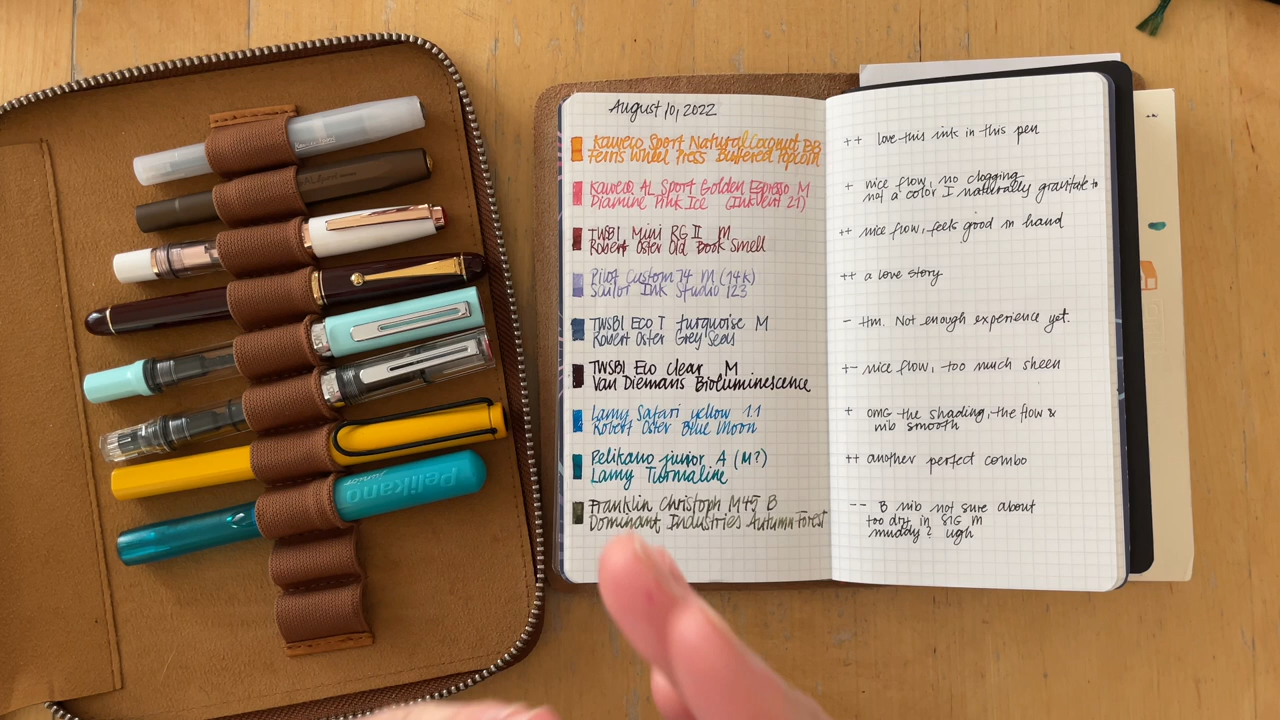 August 10, 2022
Kaweco Sport Natural Coconut BB
Ferris Wheel Press Buttered Popcorn
Kaweco AL Sport Golden Espresso M
Diamine Pink Ice (Inkvent 21)
TWSBI Mini RG II M
Robert Oster Old Book Smell
Pilot Custom 74 M (14k)
Sailor Ink Studio 123
TWSBI ECO T turquoise M
Robert Oster Grey Seas
TWSBI Eco clear M
Van Diemans Bioluminescence
Lamy Safari yellow 1.1
Robert Oster Blue Moon
Pelikano junior A (M?)
Lamy Turmaline
Franklin Christoph M45 B
Dominant Industries Autumn Forest
++ love this ink in this pen
+ nice flow, no clogging
not a color I naturally gravitate to
++ nice flow, feels good in hand
++ a love story
- Hm. Not enough experience yet.
+- nice flow, too much sheen
+ OMG the shading, the flow &
nib smooth
++ another perfect combo
-- B nib not sure about
too dry in SIG M
muddy? ugh
Pelikano
junior